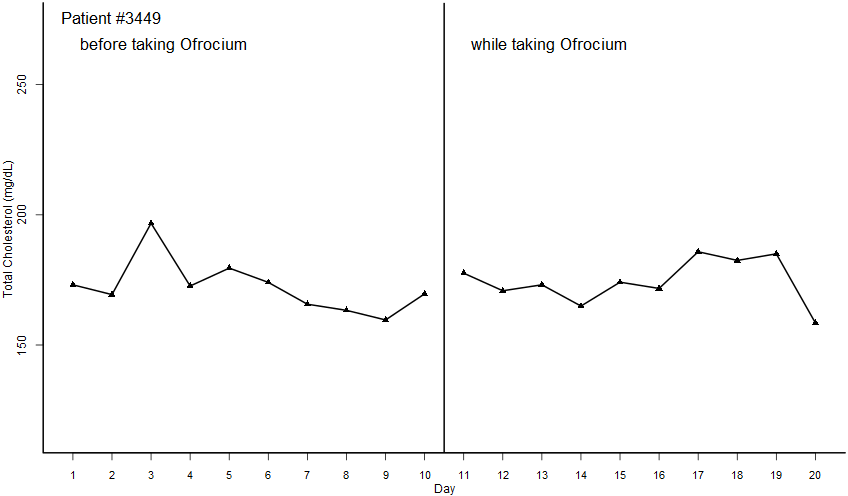 Patient #3449
before taking Ofrocium
while taking Ofrocium
Total Cholesterol (mg/dL)
250
200
150
1 2 3 4 5 6 7 8 9 10 11 12 13 14 15 16 17 18 19 20
Day